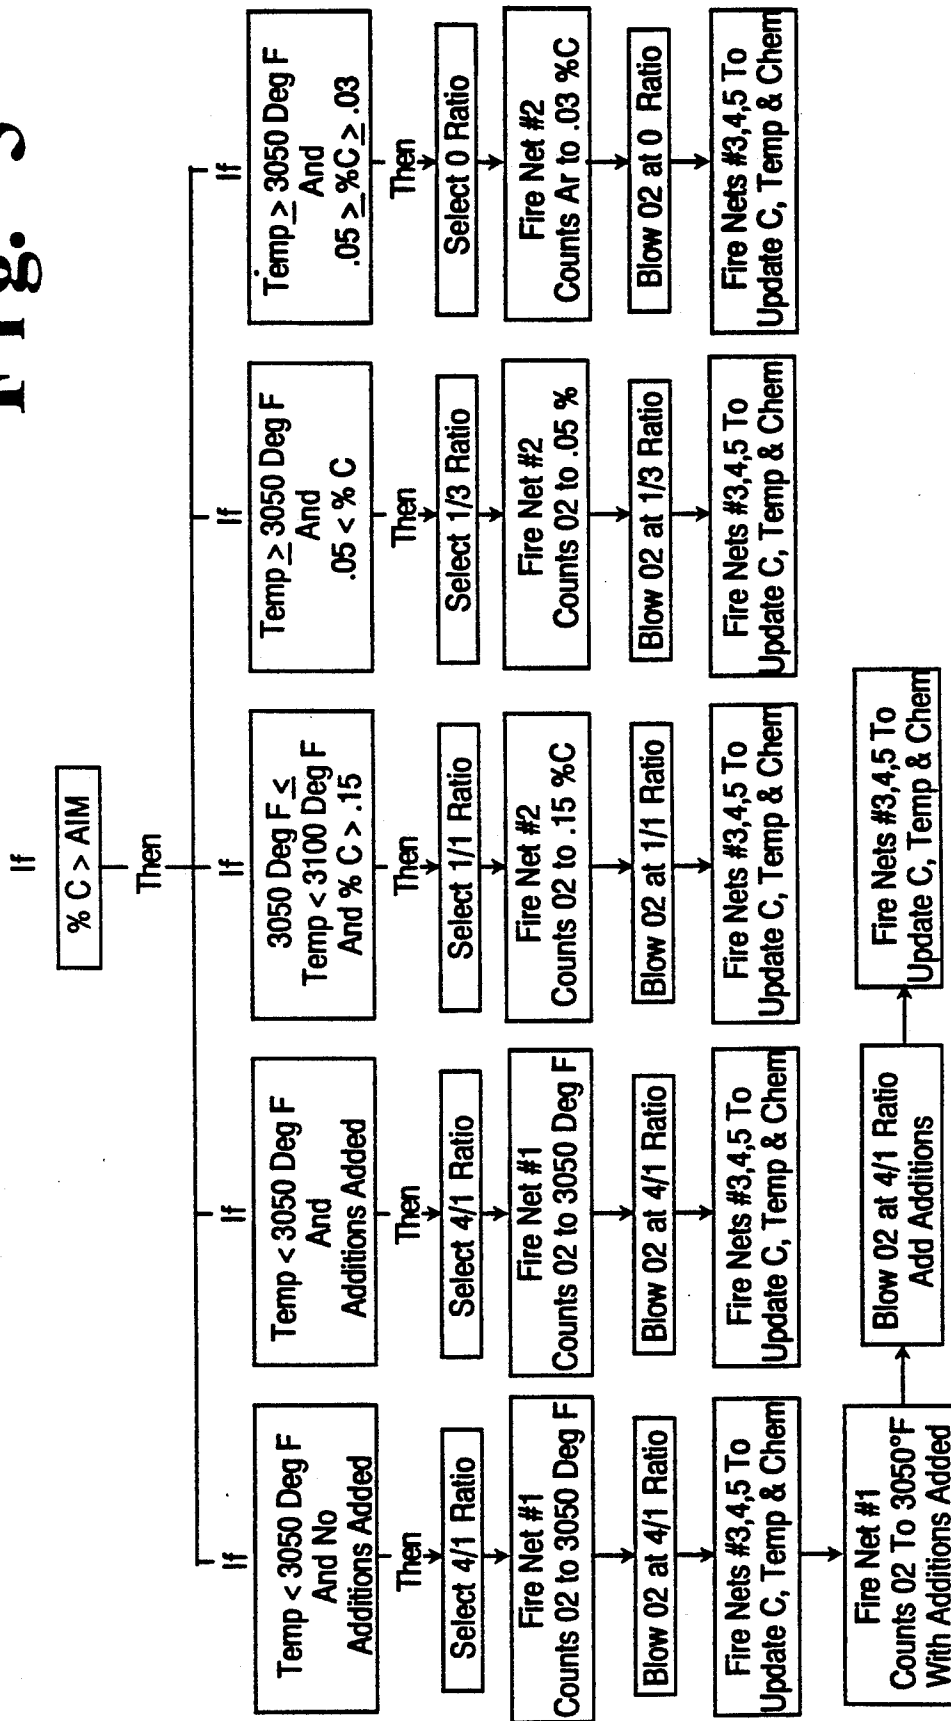 Fig.
If
% C > AIM
Then
If
Temp < 3050 Deg F
And No
Additions Added
Then
Select 4/1 Ratio
Fire Net #1
Counts 02 to 3050 Deg F
Blow 02 at 4/1 Ratio
Fire Nets #3,4,5 To
Update C, Temp & Chem
Fire Net #1
Counts 02 To 3050°F
With Additions Added
Blow 02 at 4/1 Ratio
Add Additions
Fire Nets #3,4,5 To
Update C, Temp & Chem
If
Temp < 3050 Deg F
And
Additions Added
Then
Select 4/1 Ratio
Fire Net #1
Counts 02 to 3050 Deg F
Blow 02 at 4/1 Ratio
Fire Nets #3,4,5 To
Update C, Temp & Chem
If
3050 Deg F ≤
Temp < 3100 Deg F
And % C > .15
Then
Select 1/1 Ratio
Fire Net #2
Counts 02 to .15 %C
Blow 02 at 1/1 Ratio
Fire Nets #3,4,5 To
Update C, Temp & Chem
If
Temp ≥ 3050 Deg F
And
.05 < % C
Then
Select 1/3 Ratio
Fire Net #2
Counts 02 to .05 %
Blow 02 at 1/3 Ratio
Fire Nets #3,4,5 To
Update C, Temp & Chem
If
Temp ≥ 3050 Deg F
And
.05 ≥ %C ≥ .03
Then
Select 0 Ratio
Fire Net #2
Counts Ar to .03 %C
Blow 02 at 0 Ratio
Fire Nets #3,4,5 To
Update C, Temp & Chem